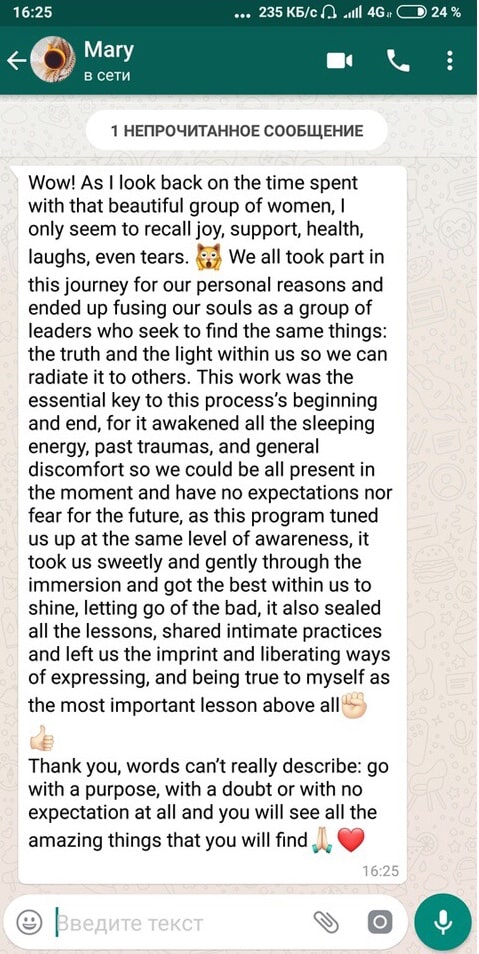 16:25 ... 235 КБ/с 4G 24 %
Mary
в сети
1 НЕПРОЧИТАННОЕ СООБЩЕНИЕ
Wow! As I look back on the time spent
with that beautiful group of women, I
only seem to recall joy, support, health,
laughs, even tears. 🙀 We all took part in
this journey for our personal reasons and
ended up fusing our souls as a group of
leaders who seek to find the same things:
the truth and the light within us so we can
radiate it to others. This work was the
essential key to this process’s beginning
and end, for it awakened all the sleeping
energy, past traumas, and general
discomfort so we could be all present in
the moment and have no expectations nor
fear for the future, as this program tuned
us up at the same level of awareness, it
took us sweetly and gently through the
immersion and got the best within us to
shine, letting go of the bad, it also sealed
all the lessons, shared intimate practices
and left us the imprint and liberating ways
of expressing, and being true to myself as
the most important lesson above all✊🏻
👍🏻
Thank you, words can’t really describe: go
with a purpose, with a doubt or with no
expectation at all and you will see all the
amazing things that you will find 🙏🏻 ❤️
16:25
Введите текст